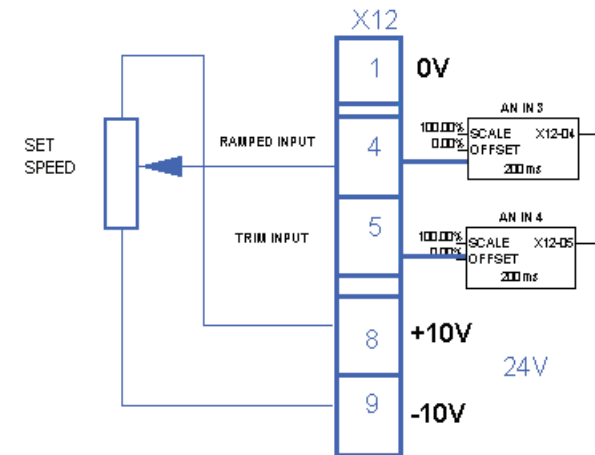 X12
1 0V
AN IN 3
100.00% SCALE X12-04
0.00% OFFSET
200 ms
SET
SPEED
RAMPED INPUT
4
AN IN 4
TRIM INPUT
5
100.00% SCALE X12-05
0.00% OFFSET
200 ms
8 +10V
24V
9 -10V